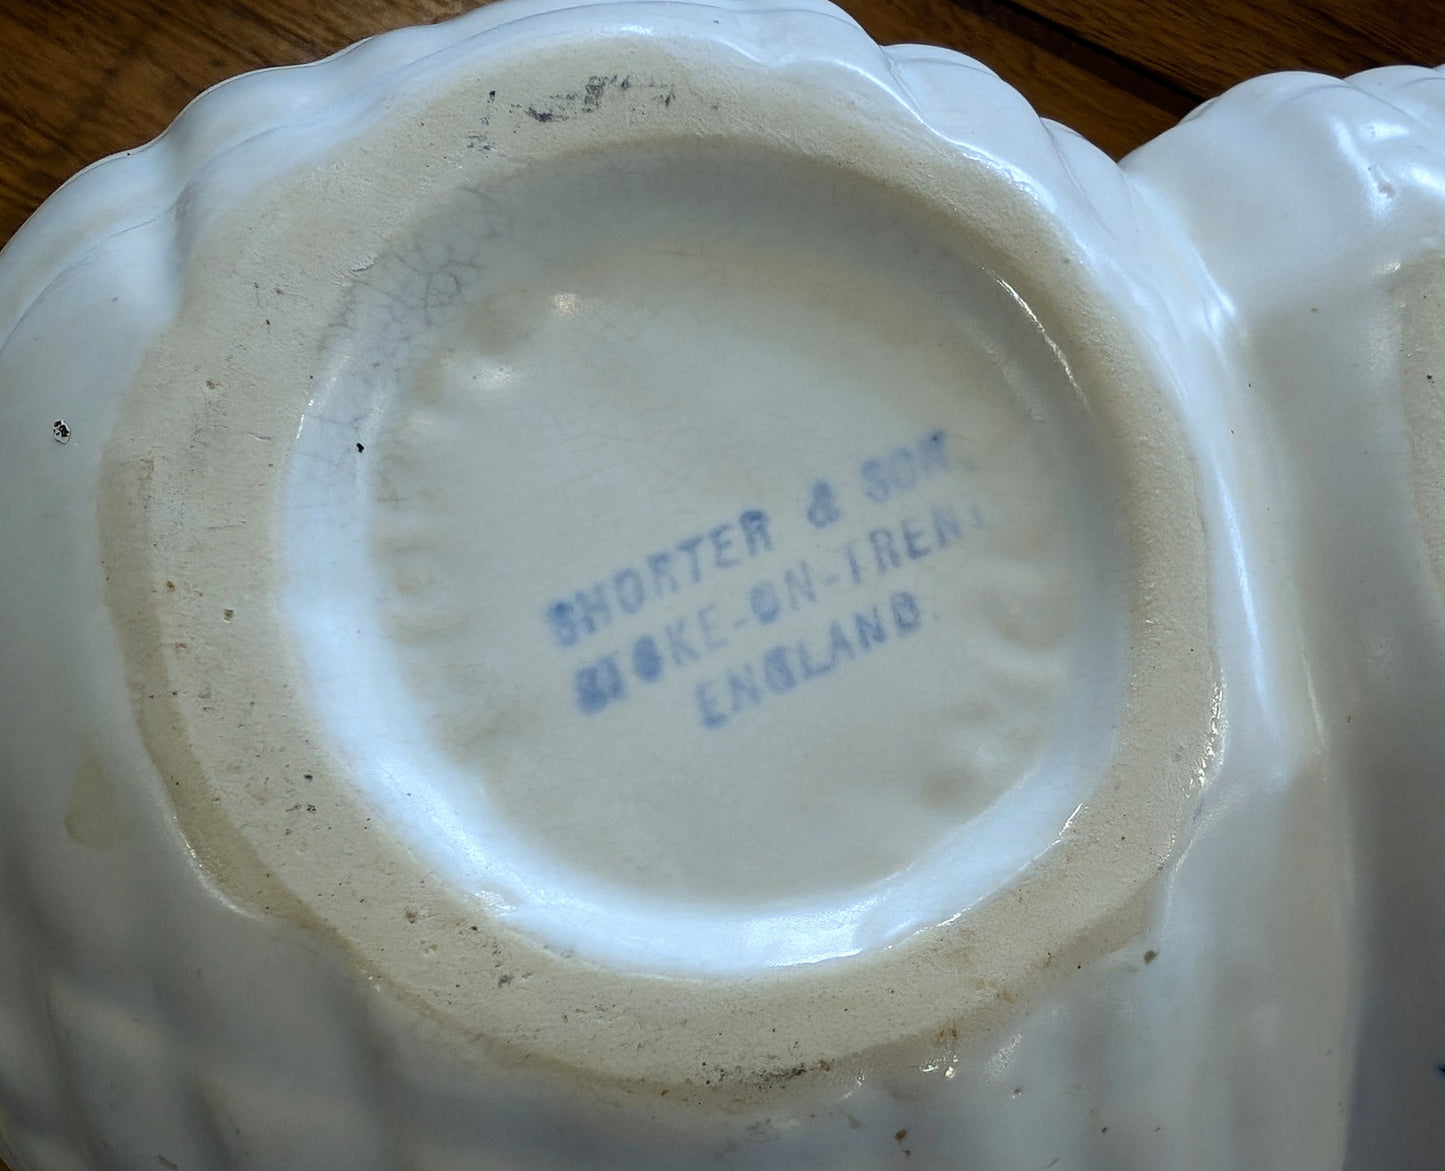 SHORTER & SON.
STOKE-ON-TRENT
ENGLAND.